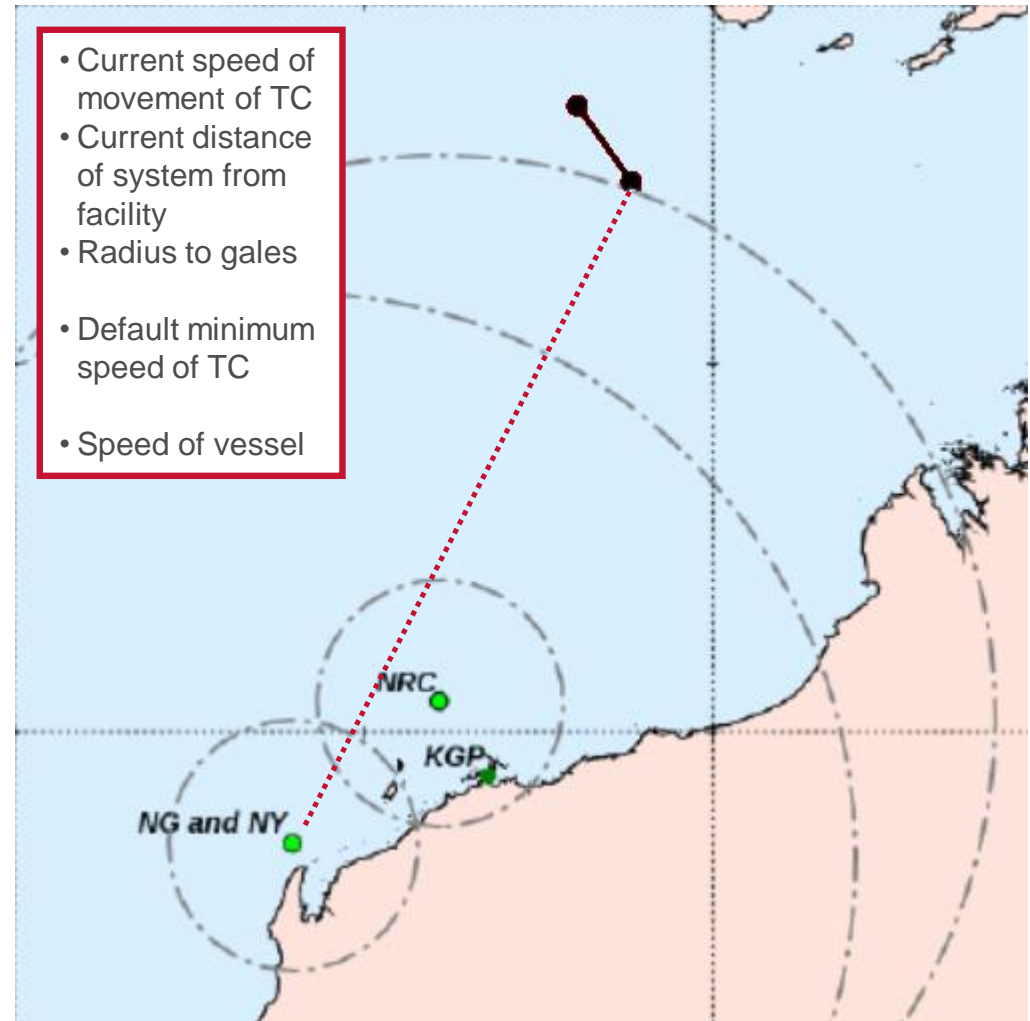 • Current speed of
movement of TC
• Current distance
of system from
facility
• Radius to gales
• Default minimum
speed of TC
• Speed of vessel
NRC
KGP
NG and NY